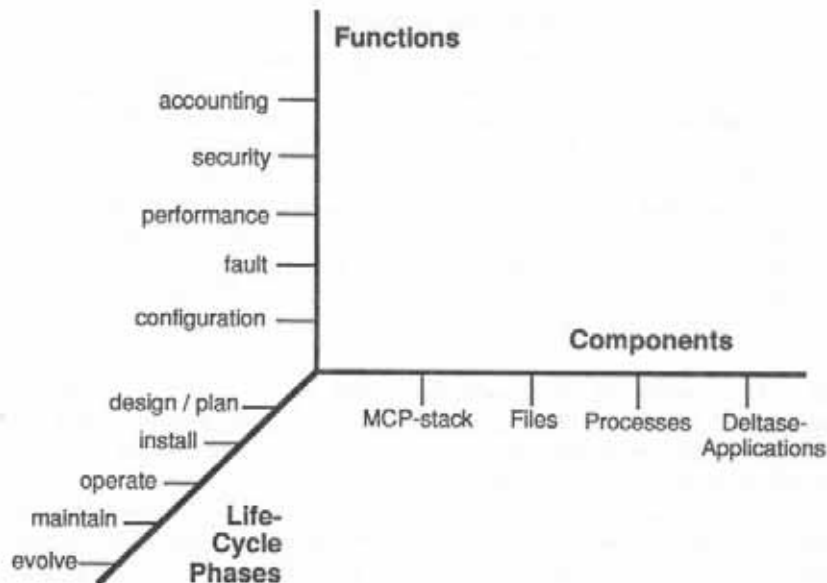 Functions
accounting
security
performance
fault
configuration
Components
design / plan
MCP-stack
Files
Processes
Deltase-
Applications
install
operate
maintain
evolve
Life-
Cycle
Phases